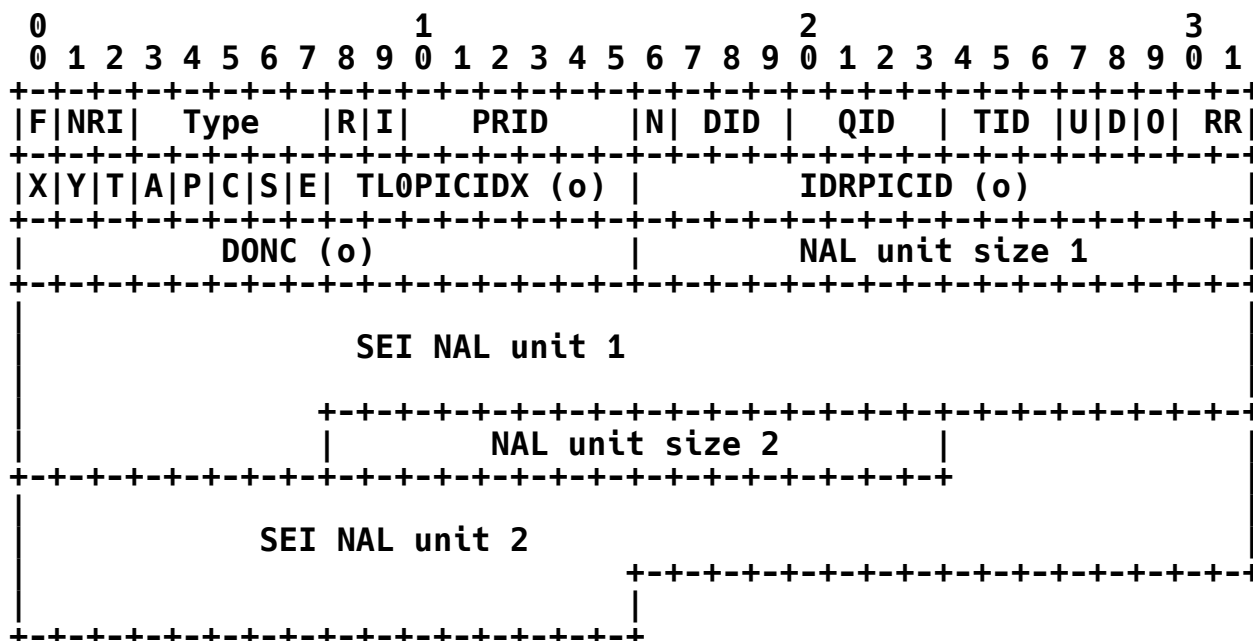 0                   1                   2                   3
 0 1 2 3 4 5 6 7 8 9 0 1 2 3 4 5 6 7 8 9 0 1 2 3 4 5 6 7 8 9 0 1
+-+-+-+-+-+-+-+-+-+-+-+-+-+-+-+-+-+-+-+-+-+-+-+-+-+-+-+-+-+-+-+-+
|F|NRI|  Type   |R|I|   PRID    |N| DID |  QID  | TID |U|D|O| RR|
+-+-+-+-+-+-+-+-+-+-+-+-+-+-+-+-+-+-+-+-+-+-+-+-+-+-+-+-+-+-+-+-+
|X|Y|T|A|P|C|S|E| TL0PICIDX (o) |        IDRPICID (o)           |
+-+-+-+-+-+-+-+-+-+-+-+-+-+-+-+-+-+-+-+-+-+-+-+-+-+-+-+-+-+-+-+-+
|          DONC (o)             |        NAL unit size 1        |
+-+-+-+-+-+-+-+-+-+-+-+-+-+-+-+-+-+-+-+-+-+-+-+-+-+-+-+-+-+-+-+-+
|                                                               |
|                 SEI NAL unit 1                                |
|                                                               |
|               +-+-+-+-+-+-+-+-+-+-+-+-+-+-+-+-+-+-+-+-+-+-+-+-+
|               |        NAL unit size 2        |               |
+-+-+-+-+-+-+-+-+-+-+-+-+-+-+-+-+-+-+-+-+-+-+-+-+               |
|                                                               |
|            SEI NAL unit 2                                     |
|                               +-+-+-+-+-+-+-+-+-+-+-+-+-+-+-+-+
|                               |
+-+-+-+-+-+-+-+-+-+-+-+-+-+-+-+-+